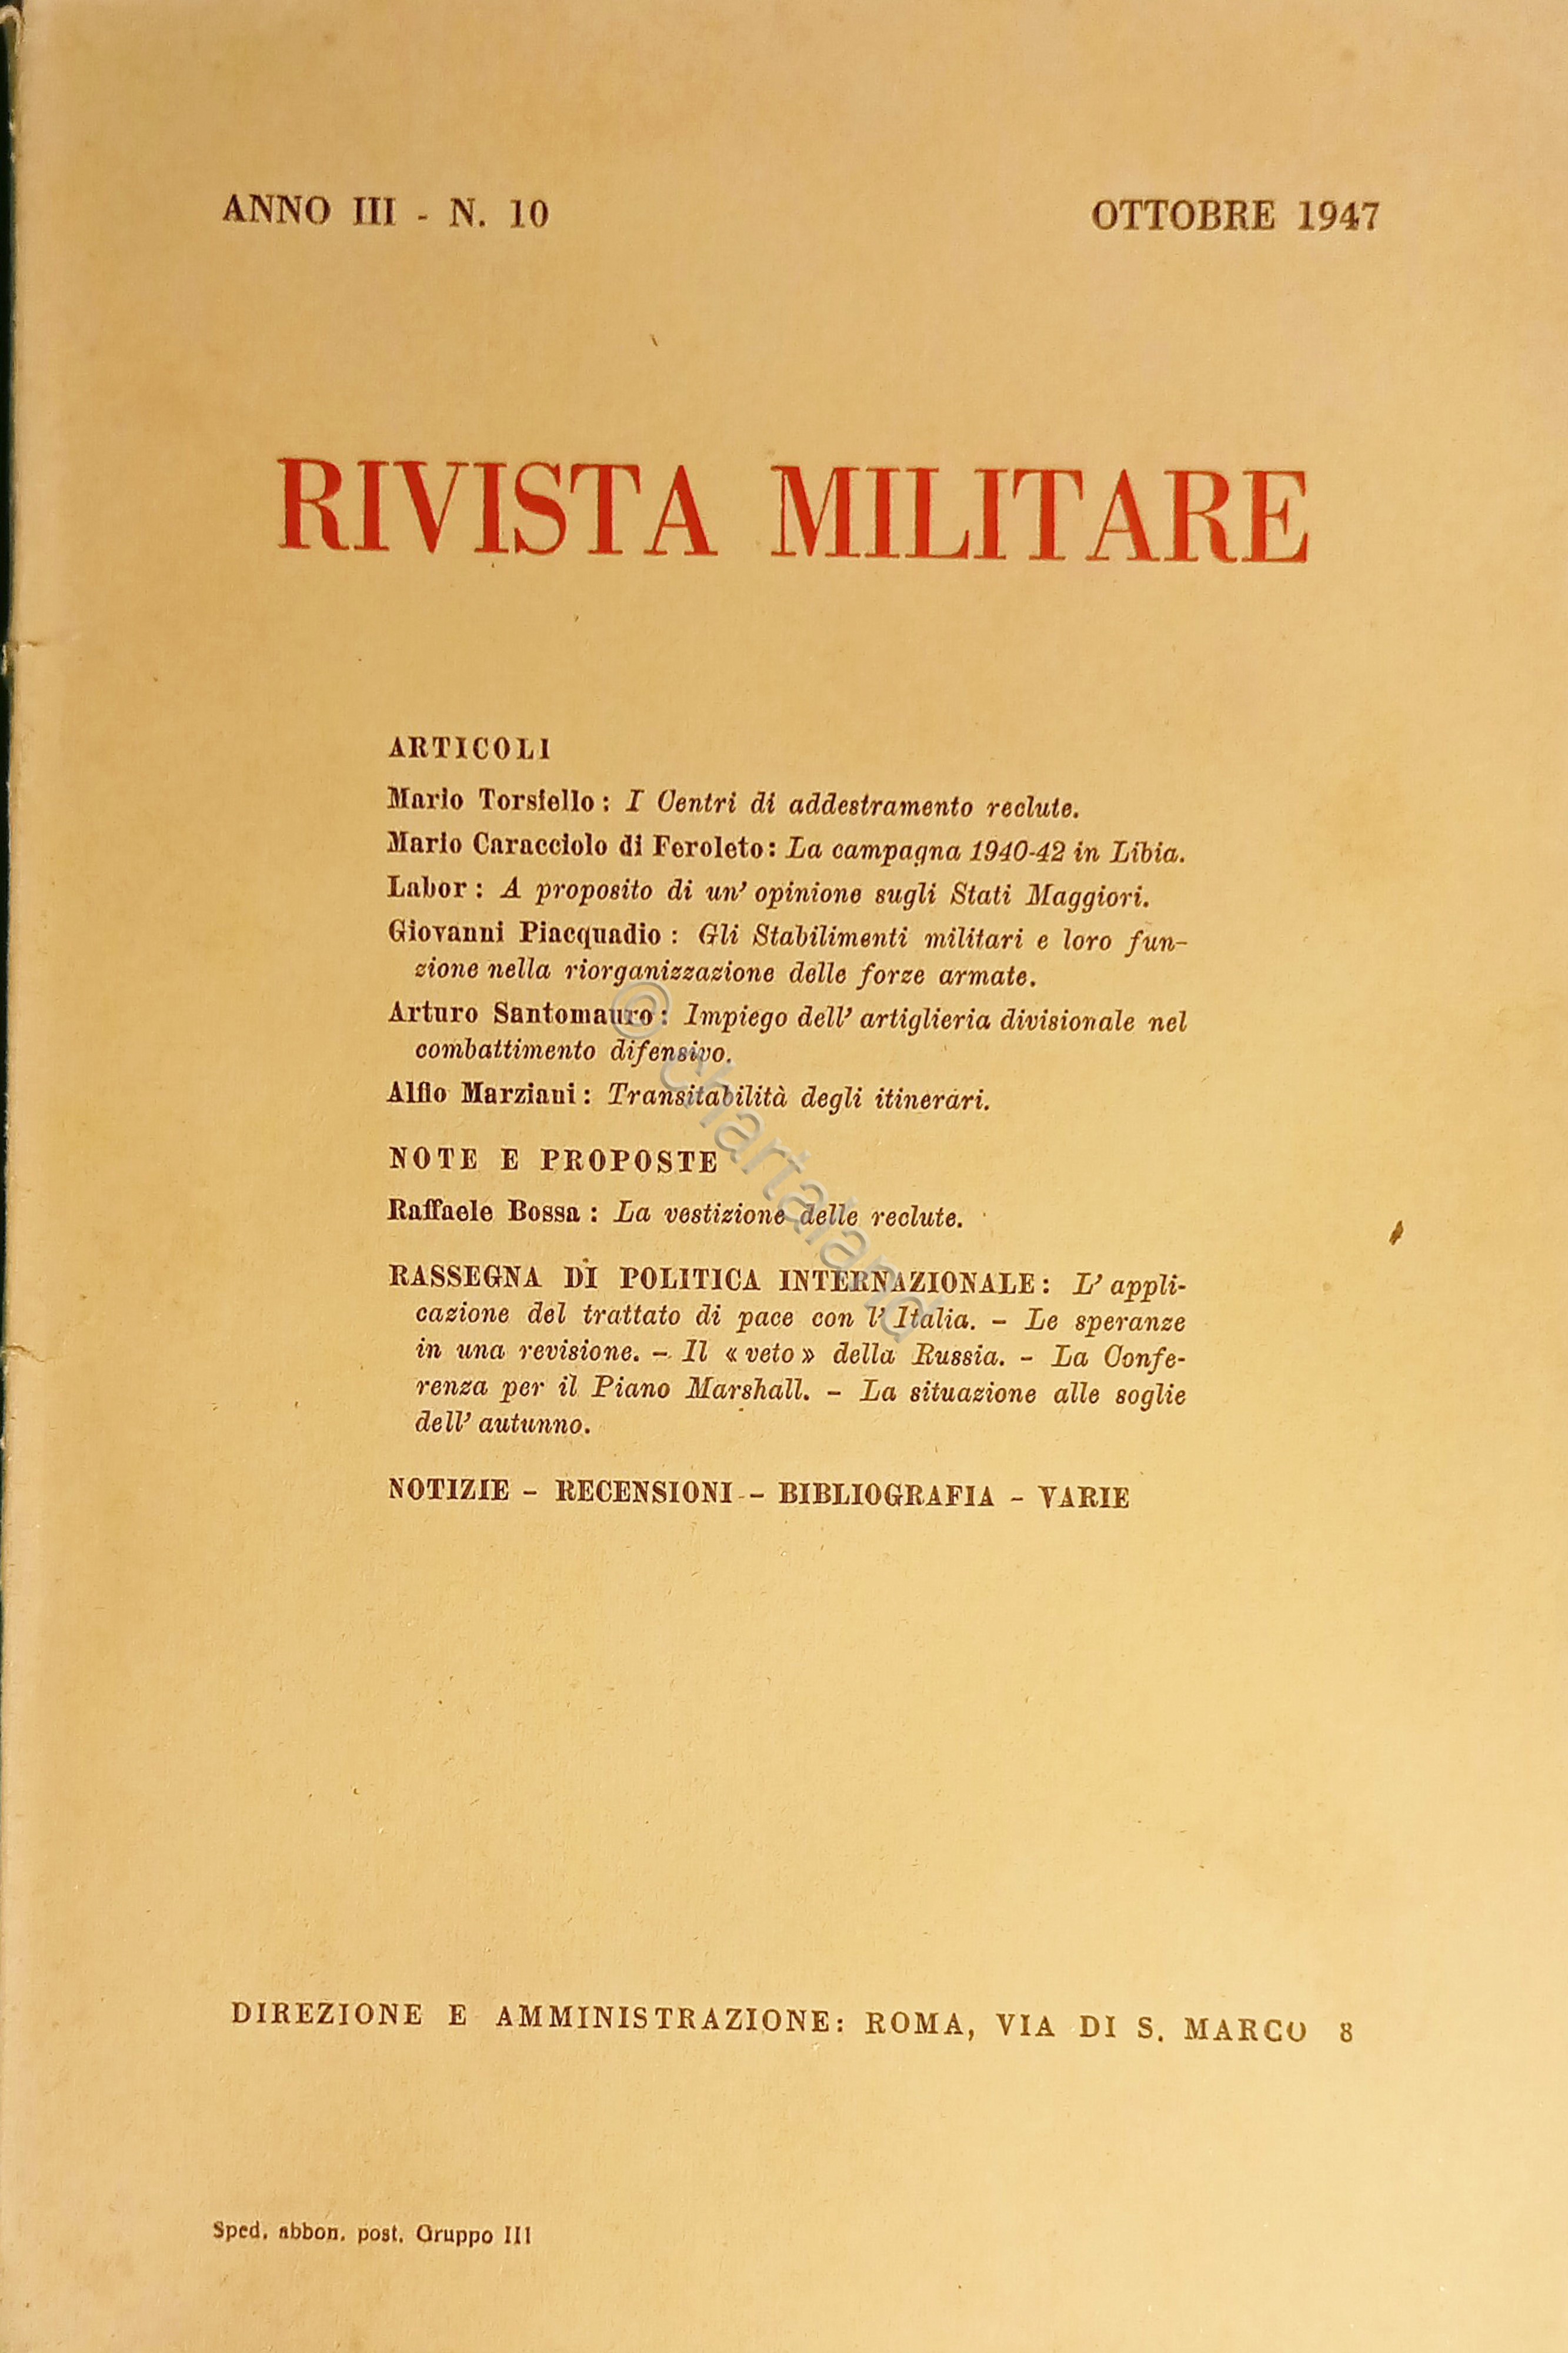 ANNO III - N. 10
OTTOBRE 1947
RIVISTA MILITARE
ARTICOLI
Mario Torsiello : I Centri di addestramento reclute.
Mario Caracciolo di Feroleto : La campagna 1940-42 in Libia.
Labor : A proposito di un' opinione sugli Stati Maggiori.
Giovanni Piacquadio : Gli Stabilimenti militari e loro fun-
zione nella riorganizzazione delle forze armate.
Arturo Santomauro : Impiego dell' artiglieria divisionale nel
combattimento difensivo.
Alfio Marziani : Transitabilità degli itinerari.
NOTE E PROPOSTE
Raffaele Bossa : La vestizione delle reclute.
RASSEGNA DI POLITICA INTERNAZIONALE : L' appli-
cazione del trattato di pace con l' Italia. - Le speranze
in una revisione. - Il « veto » della Russia. - La Confe-
renza per il Piano Marshall. - La situazione alle soglie
dell' autunno.
NOTIZIE - RECENSIONI - BIBLIOGRAFIA - VARIE
DIREZIONE E AMMINISTRAZIONE: ROMA, VIA DI S. MARCO 8
Sped. abbon. post. Gruppo III
© chartaland